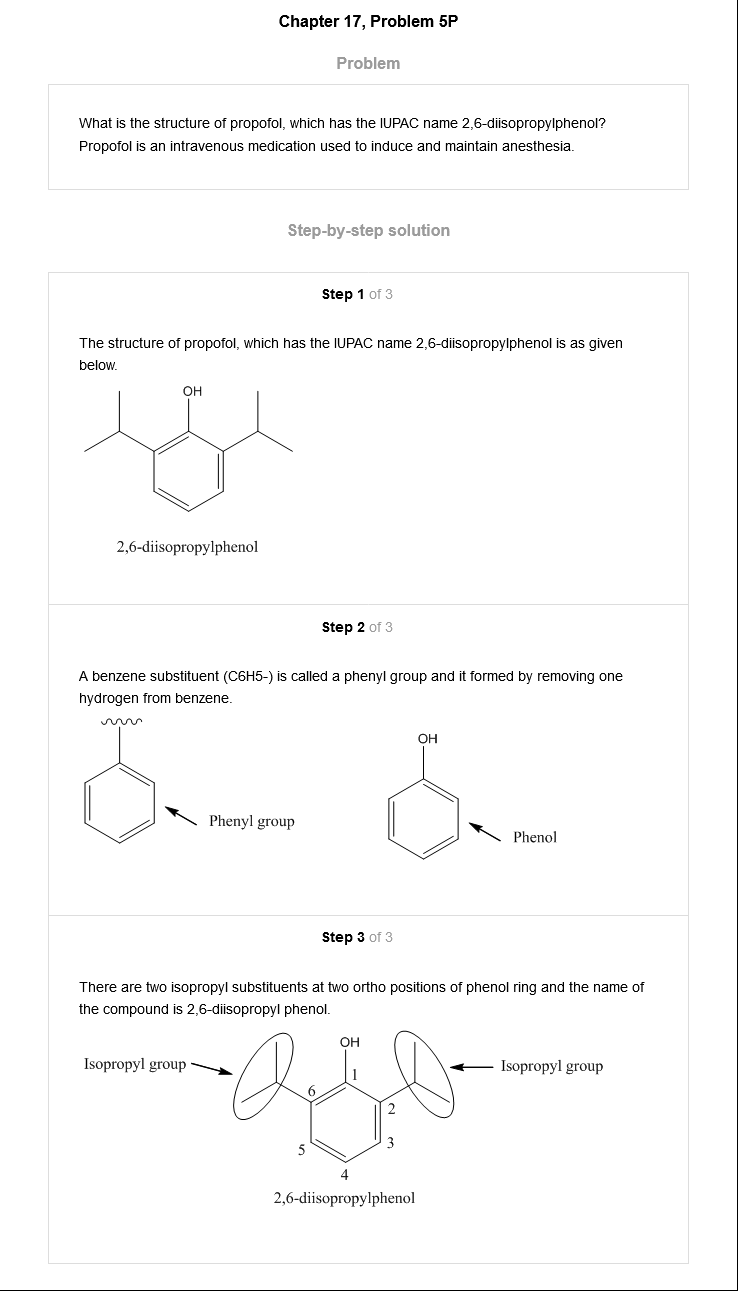 Chapter 17, Problem 5P
Problem
What is the structure of propofol, which has the IUPAC name 2,6-diisopropylphenol?
Propofol is an intravenous medication used to induce and maintain anesthesia.
Step-by-step solution
Step 1 of 3
The structure of propofol, which has the IUPAC name 2,6-diisopropylphenol is as given
below.
OH
2,6-diisopropylphenol
Step 2 of 3
A benzene substituent (C6H5-) is called a phenyl group and it formed by removing one
hydrogen from benzene.
OH
Phenyl group
Phenol
Step 3 of 3
There are two isopropyl substituents at two ortho positions of phenol ring and the name of
the compound is 2,6-diisopropyl phenol.
OH
Isopropyl group
Isopropyl group
1
6
2
5
3
4
2,6-diisopropylphenol